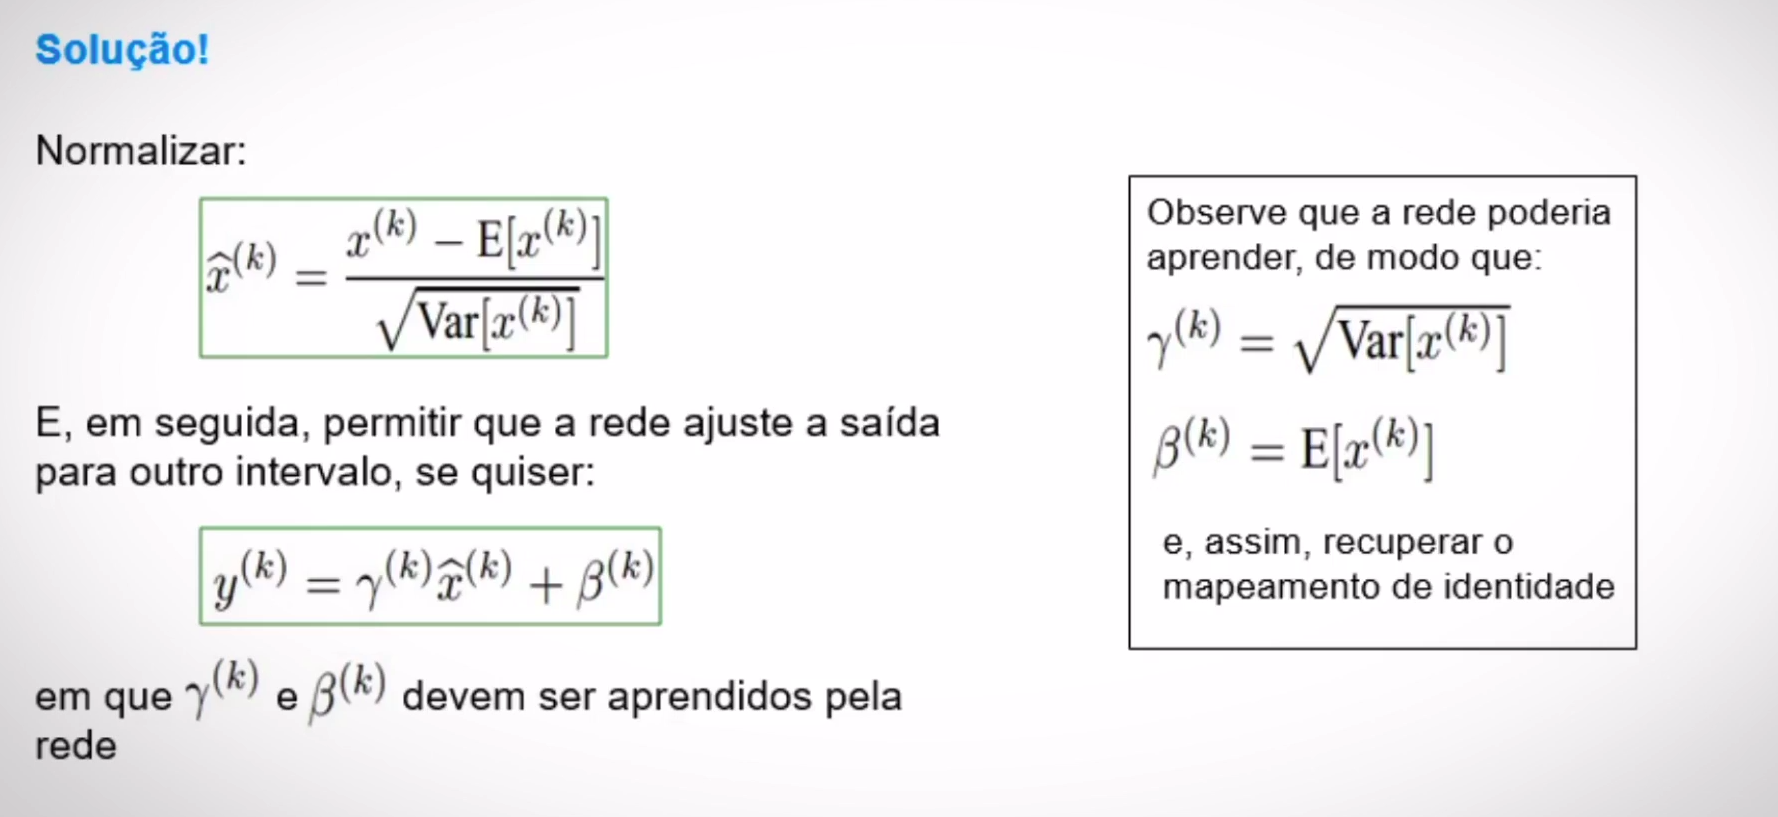 Solução!
Normalizar:
$\widehat{x}^{(k)} = \frac{x^{(k)} - \mathrm{E}[x^{(k)}]}{\sqrt{\mathrm{Var}[x^{(k)}]}}$
E, em seguida, permitir que a rede ajuste a saída
para outro intervalo, se quiser:
$y^{(k)} = \gamma^{(k)}\widehat{x}^{(k)} + \beta^{(k)}$
em que $\gamma^{(k)}$ e $\beta^{(k)}$ devem ser aprendidos pela
rede
Observe que a rede poderia
aprender, de modo que:
$\gamma^{(k)} = \sqrt{\mathrm{Var}[x^{(k)}]}$
$\beta^{(k)} = \mathrm{E}[x^{(k)}]$
e, assim, recuperar o
mapeamento de identidade